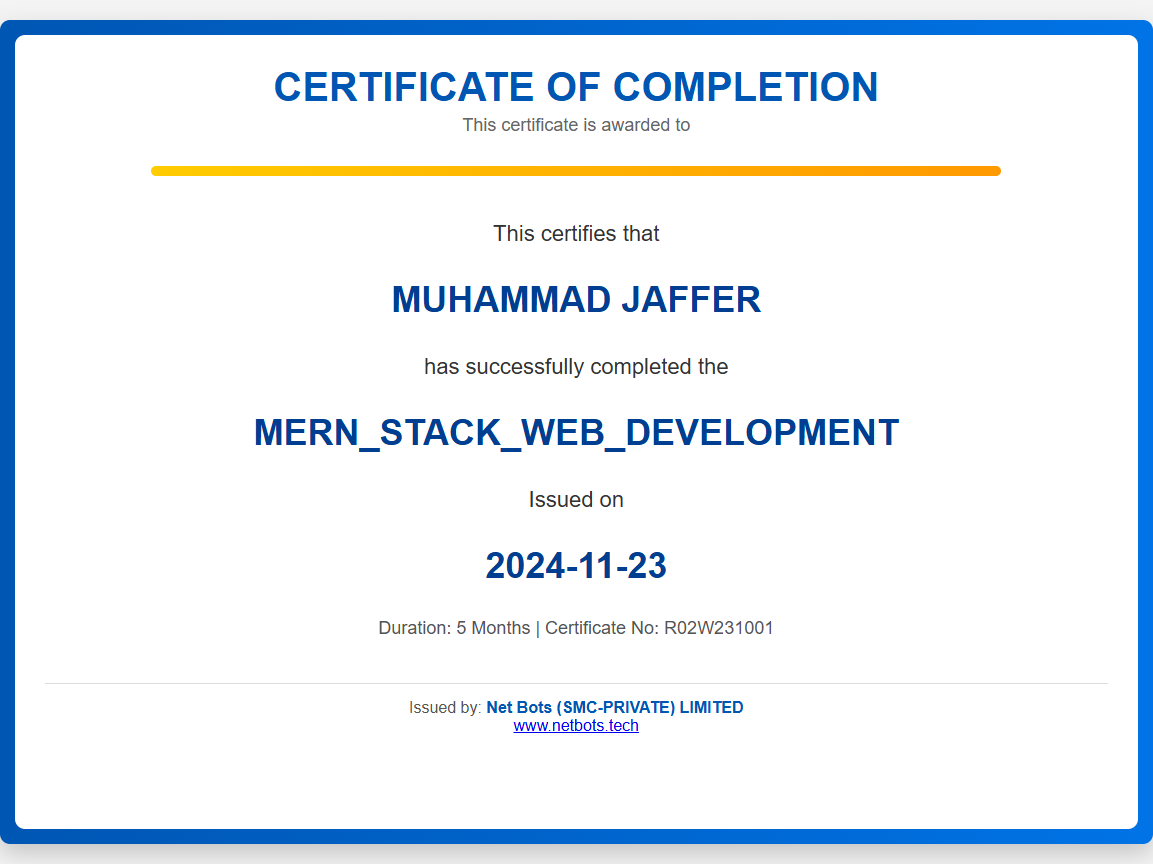 CERTIFICATE OF COMPLETION
This certificate is awarded to
This certifies that
MUHAMMAD JAFFER
has successfully completed the
MERN_STACK_WEB_DEVELOPMENT
Issued on
2024-11-23
Duration: 5 Months | Certificate No: R02W231001
Issued by: Net Bots (SMC-PRIVATE) LIMITED
www.netbots.tech